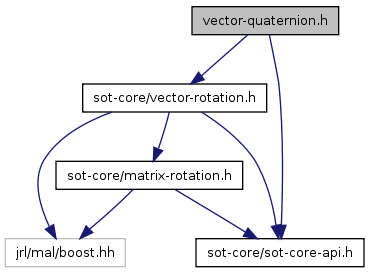 vector-quaternion.h
sot-core/vector-rotation.h
sot-core/matrix-rotation.h
jrl/mal/boost.hh
sot-core/sot-core-api.h